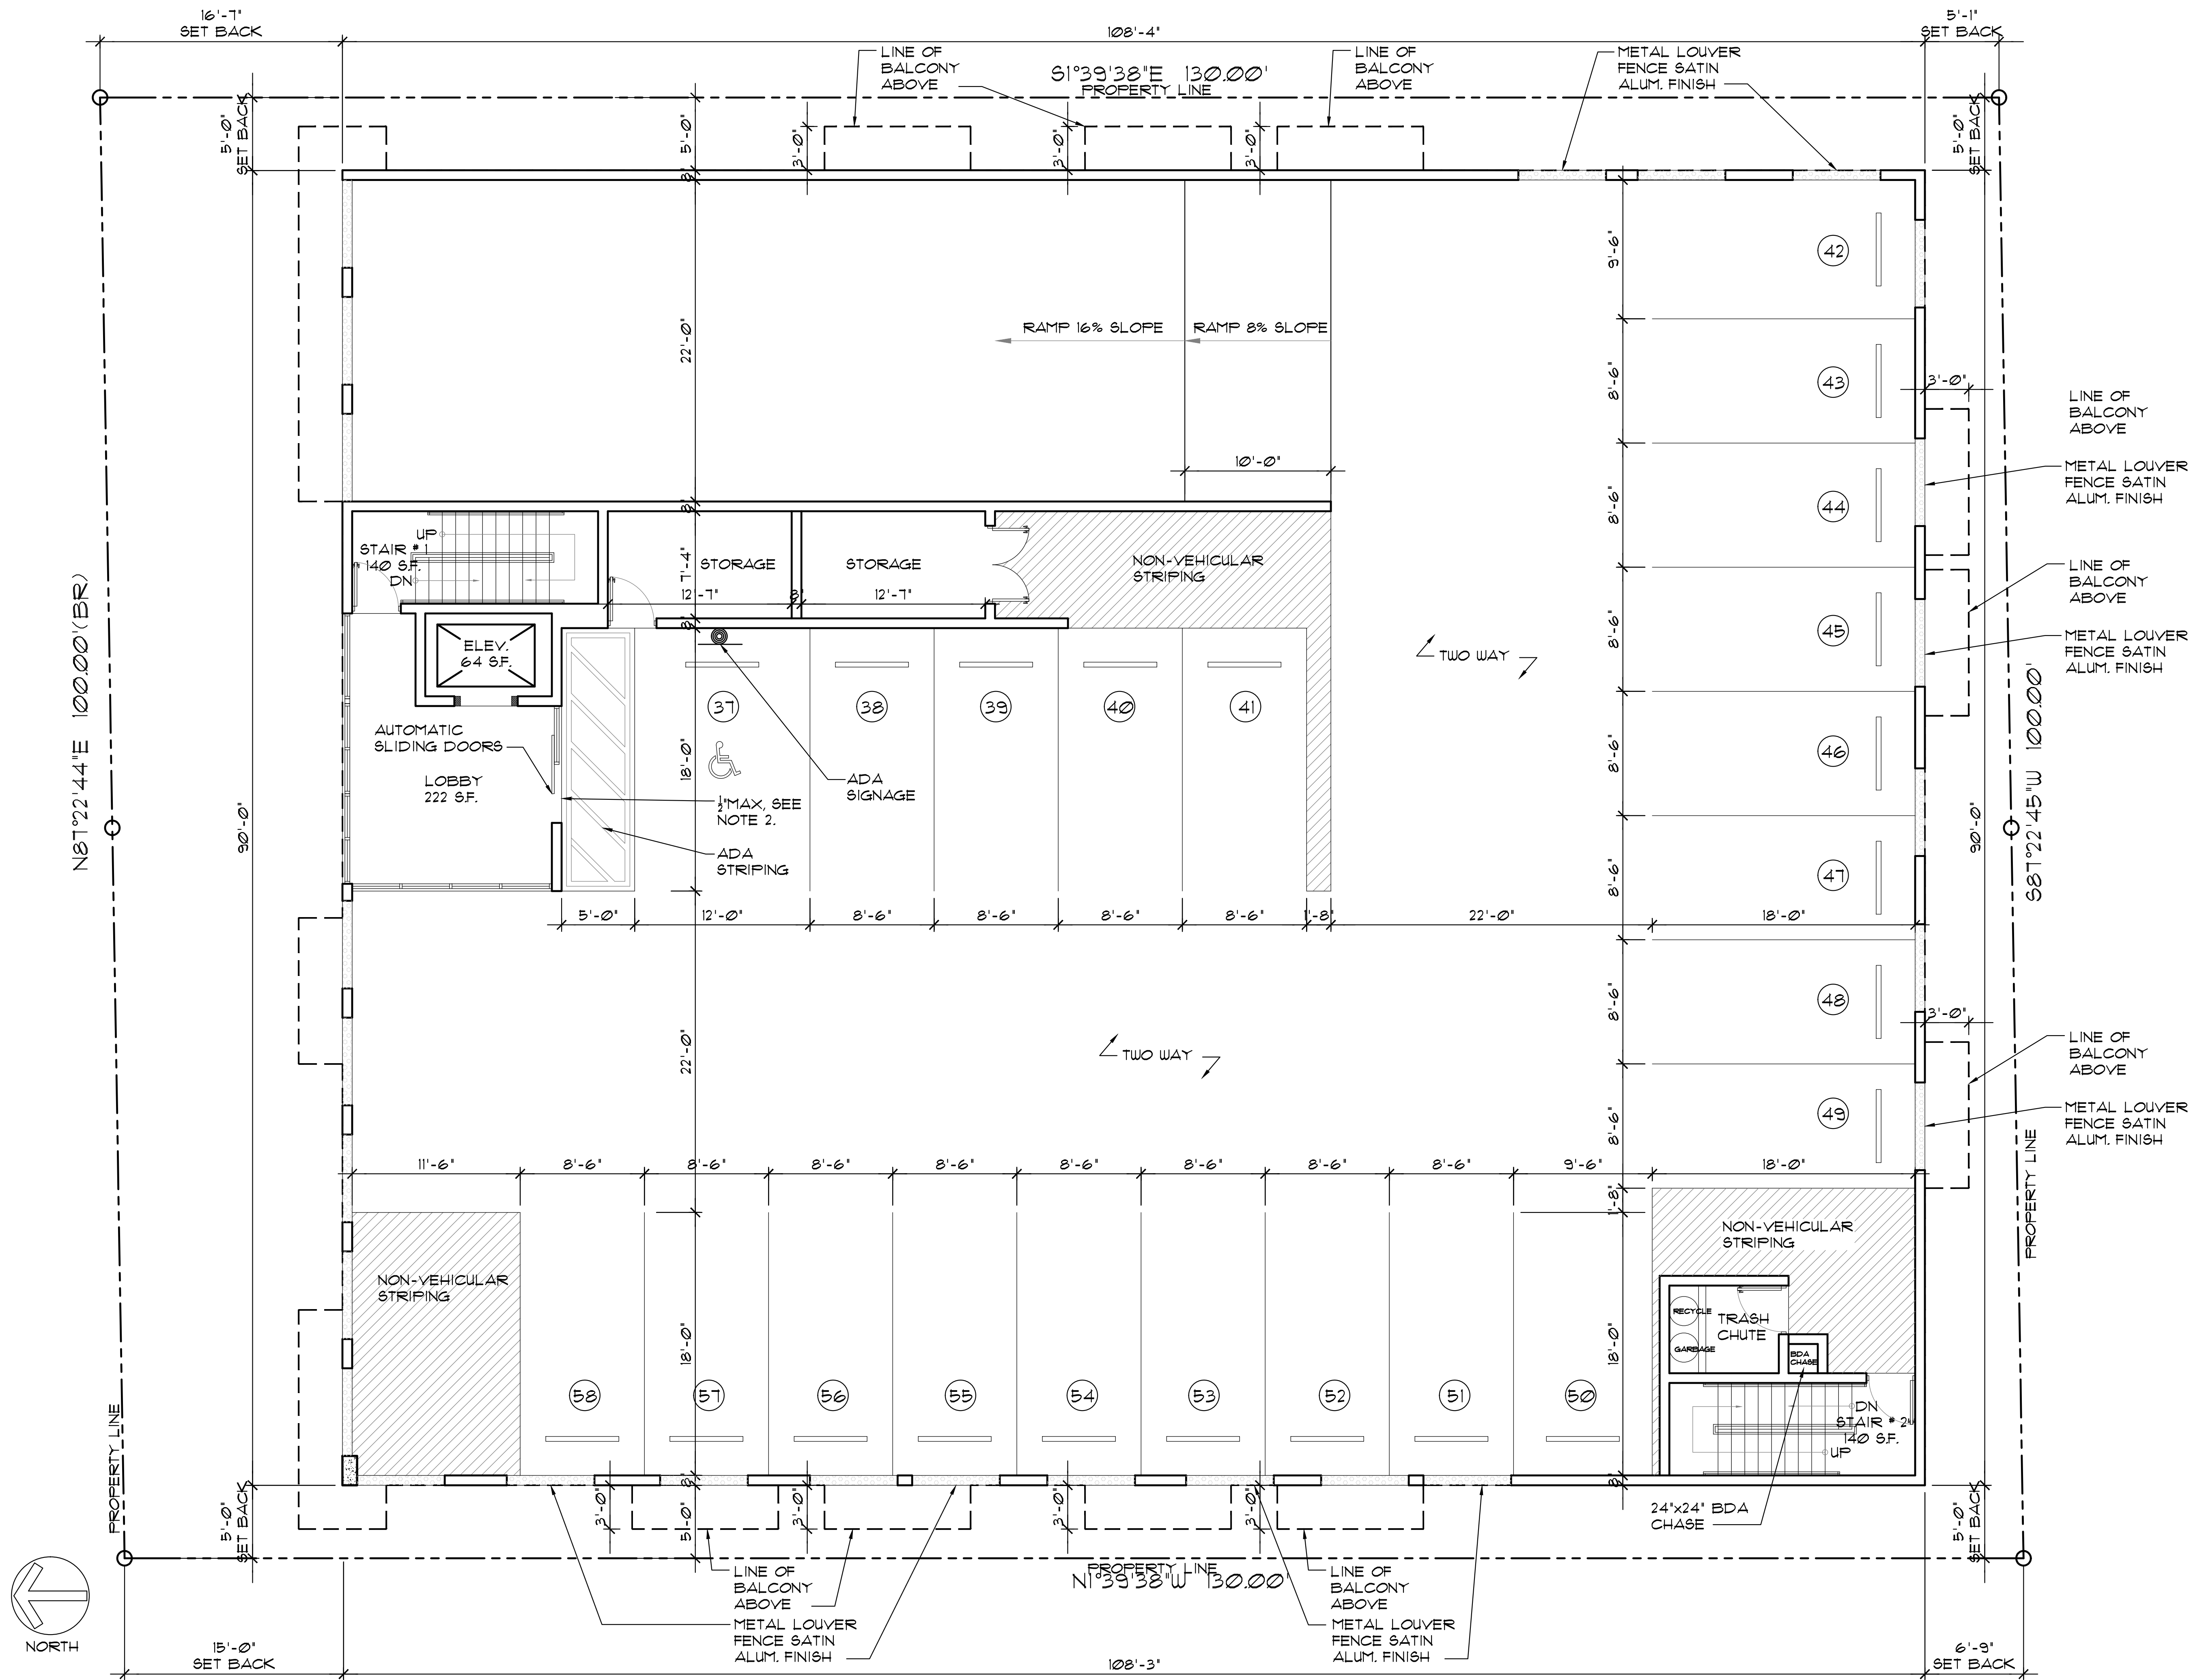 16'-7"
SET BACK
108'-4"
5'-1"
SET BACK
LINE OF
BALCONY
ABOVE
S1°39'38"E 130.00'
PROPERTY LINE
LINE OF
BALCONY
ABOVE
METAL LOUVER
FENCE SATIN
ALUM. FINISH
5'-0"
SET BACK
5'-0"
3'-0"
3'-0"
3'-0"
5'-0"
SET BACK
8"
22'-0"
RAMP 16% SLOPE
RAMP 8% SLOPE
10'-0"
9'-6"
42
8'-6"
43
3'-0"
LINE OF
BALCONY
ABOVE
METAL LOUVER
FENCE SATIN
ALUM. FINISH
8'-6"
44
8"
UP
STAIR #1
140 S.F.
DN
7'-4"
STORAGE
STORAGE
12'-7"
8"
12'-7"
NON-VEHICULAR
STRIPING
LINE OF
BALCONY
ABOVE
METAL LOUVER
FENCE SATIN
ALUM. FINISH
8'-6"
45
8"
ELEV.
64 S.F.
TWO WAY
N87°22'44"E 100.00'(BR)
S87°22'45"W 100.00'
37
38
39
40
41
8'-6"
46
AUTOMATIC
SLIDING DOORS
LOBBY
222 S.F.
18'-0"
ADA
SIGNAGE
½"MAX, SEE
NOTE 2.
ADA
STRIPING
90'-0"
90'-0"
8'-6"
47
5'-0"
12'-0"
8'-6"
8'-6"
8'-6"
8'-6"
1'-8"
22'-0"
18'-0"
8'-6"
48
3'-0"
22'-0"
TWO WAY
LINE OF
BALCONY
ABOVE
METAL LOUVER
FENCE SATIN
ALUM. FINISH
8'-6"
49
11'-6"
8'-6"
8'-6"
8'-6"
8'-6"
8'-6"
8'-6"
8'-6"
8'-6"
9'-6"
18'-0"
1'-8"
PROPERTY LINE
NON-VEHICULAR
STRIPING
NON-VEHICULAR
STRIPING
18'-0"
18'-0"
RECYCLE
GARBAGE
TRASH
CHUTE
BDA
CHASE
58
57
56
55
54
53
52
51
50
DN
STAIR #2
140 S.F.
UP
PROPERTY LINE
8"
8"
5'-0"
SET BACK
3'-0"
5'-0"
3'-0"
3'-0"
3'-0"
24"x24" BDA
CHASE
5'-0"
SET BACK
PROPERTY LINE
N1°39'38"W 130.00'
LINE OF
BALCONY
ABOVE
METAL LOUVER
FENCE SATIN
ALUM. FINISH
LINE OF
BALCONY
ABOVE
METAL LOUVER
FENCE SATIN
ALUM. FINISH
NORTH
15'-0"
SET BACK
108'-3"
6'-9"
SET BACK